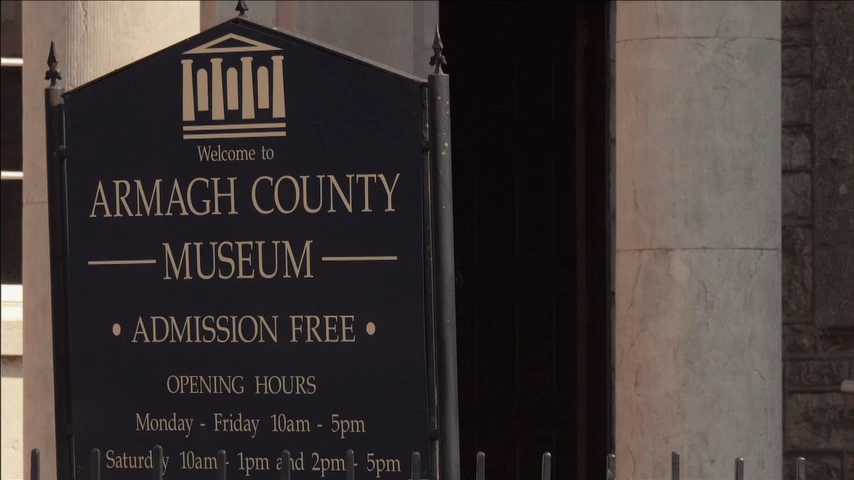 Welcome to
ARMAGH COUNTY
MUSEUM
• ADMISSION FREE •
OPENING HOURS
Monday - Friday 10am - 5pm
Saturday 10am - 1pm and 2pm - 5pm